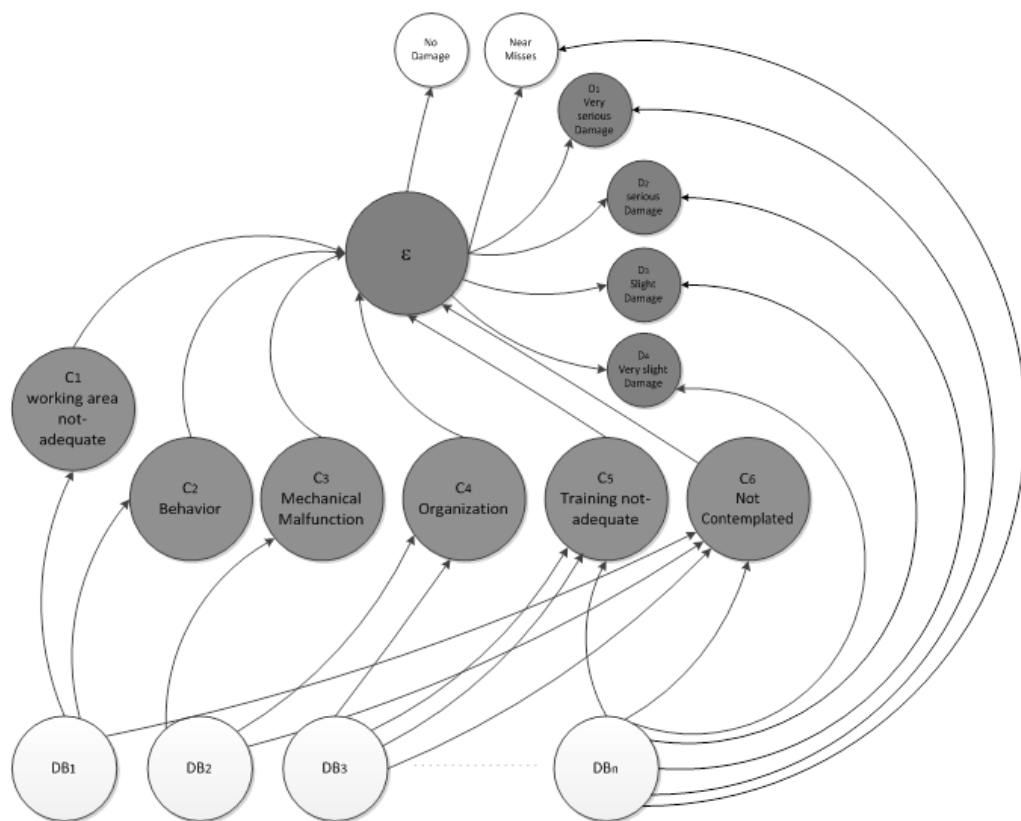 No
Damage
Near
Misses
D1
Very
serious
Damage
D2
serious
Damage
ε
D3
Slight
Damage
D4
Very slight
Damage
C1
working area
not-
adequate
C2
Behavior
C3
Mechanical
Malfunction
C4
Organization
C5
Training not-
adequate
C6
Not
Contemplated
DB1
DB2
DB3
DBn